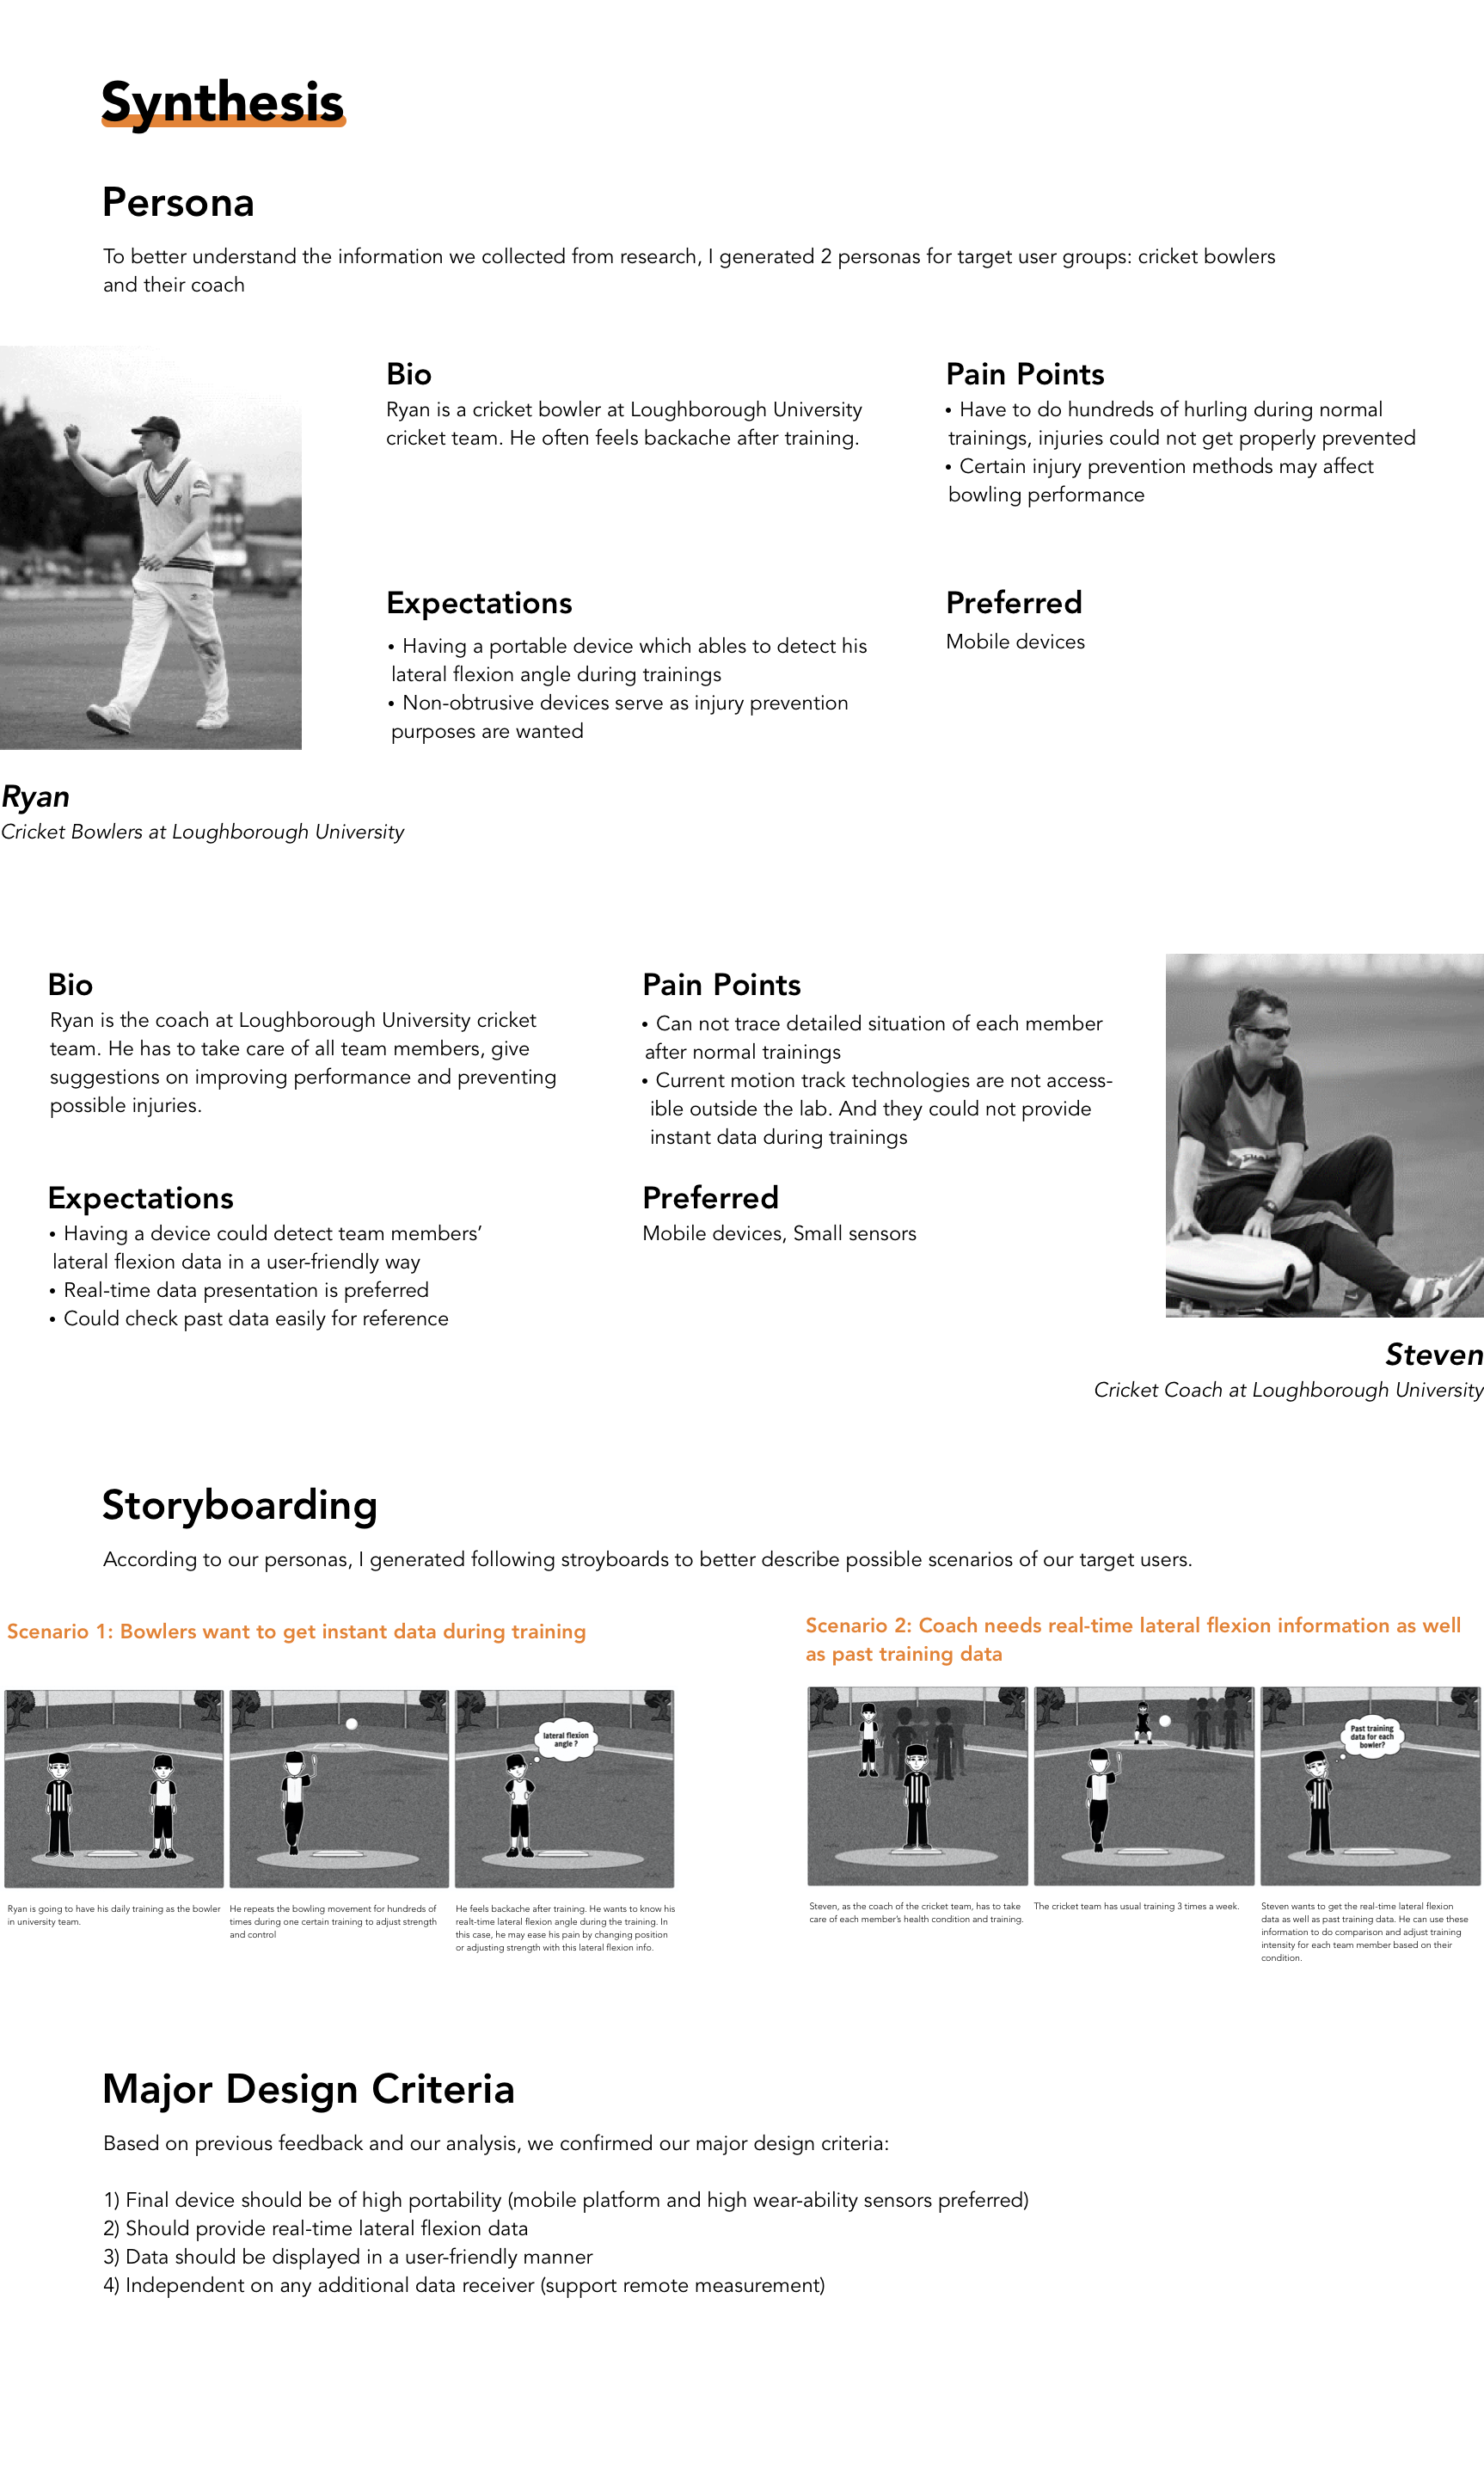 Synthesis
Persona
To better understand the information we collected from research, I generated 2 personas for target user groups: cricket bowlers
and their coach
Bio
Ryan is a cricket bowler at Loughborough University
cricket team. He often feels backache after training.
Pain Points
• Have to do hundreds of hurling during normal
trainings, injuries could not get properly prevented
• Certain injury prevention methods may affect
bowling performance
Expectations
• Having a portable device which ables to detect his
lateral flexion angle during trainings
• Non-obtrusive devices serve as injury prevention
purposes are wanted
Preferred
Mobile devices
Ryan
Cricket Bowlers at Loughborough University
Bio
Ryan is the coach at Loughborough University cricket
team. He has to take care of all team members, give
suggestions on improving performance and preventing
possible injuries.
Pain Points
• Can not trace detailed situation of each member
after normal trainings
• Current motion track technologies are not access-
ible outside the lab. And they could not provide
instant data during trainings
Expectations
• Having a device could detect team members’
lateral flexion data in a user-friendly way
• Real-time data presentation is preferred
• Could check past data easily for reference
Preferred
Mobile devices, Small sensors
Steven
Cricket Coach at Loughborough University
Storyboarding
According to our personas, I generated following stroyboards to better describe possible scenarios of our target users.
Scenario 1: Bowlers want to get instant data during training
lateral flexion
angle ?
Ryan is going to have his daily training as the bowler
in university team.
He repeats the bowling movement for hundreds of
times during one certain training to adjust strength
and control
He feels backache after training. He wants to know his
realt-time lateral flexion angle during the training. In
this case, he may ease his pain by changing position
or adjusting strength with this lateral flexion info.
Scenario 2: Coach needs real-time lateral flexion information as well
as past training data
Past training
data for each
bowler?
Steven, as the coach of the cricket team, has to take
care of each member’s health condition and training.
The cricket team has usual training 3 times a week.
Steven wants to get the real-time lateral flexion
data as well as past training data. He can use these
information to do comparison and adjust training
intensity for each team member based on their
condition.
Major Design Criteria
Based on previous feedback and our analysis, we confirmed our major design criteria:
1) Final device should be of high portability (mobile platform and high wear-ability sensors preferred)
2) Should provide real-time lateral flexion data
3) Data should be displayed in a user-friendly manner
4) Independent on any additional data receiver (support remote measurement)